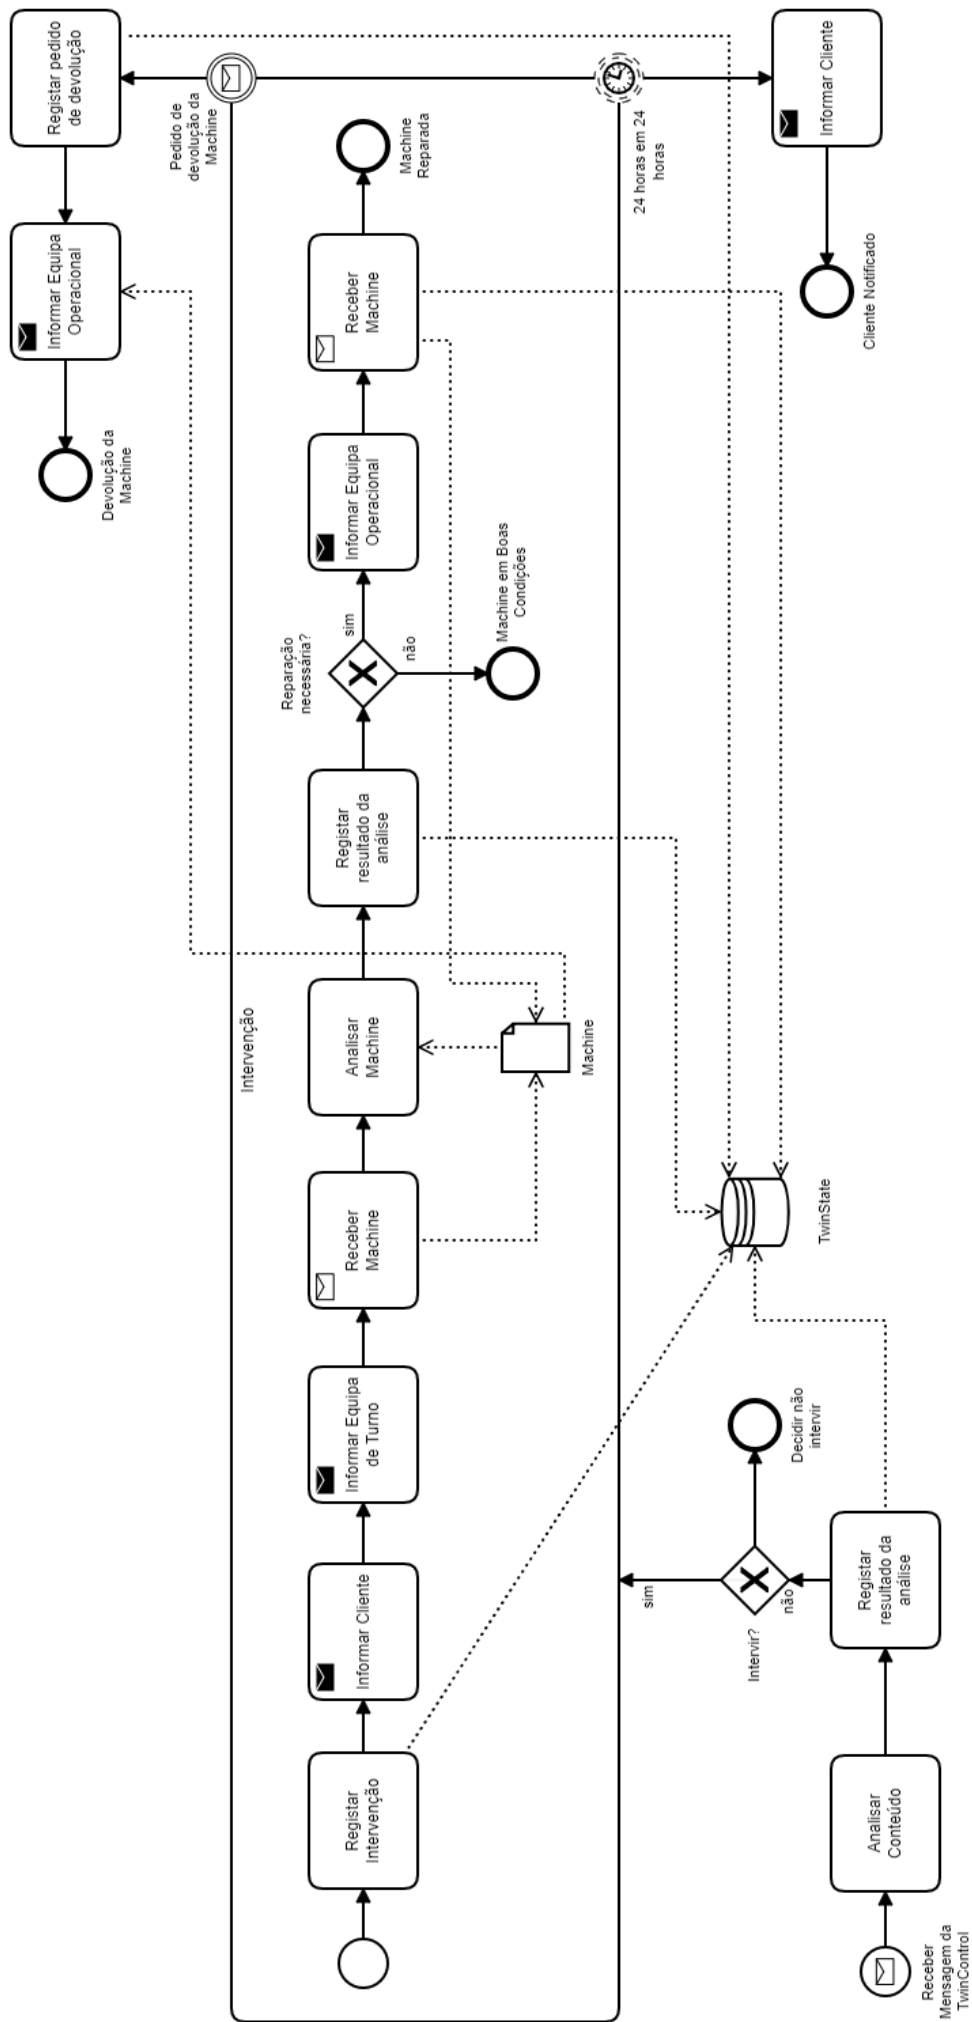 Receber
Mensagem da
TwinControl
Analisar
Conteúdo
Registar
resultado da
análise
Intervir?
não
sim
Decidir não
intervir
TwinState
Intervenção
Registar
Intervenção
Informar Cliente
Informar Equipa
de Turno
Receber
Machine
Analisar
Machine
Machine
Registar
resultado da
análise
Reparação
necessária?
sim
não
Machine em Boas
Condições
Informar Equipa
Operacional
Receber
Machine
Machine
Reparada
Pedido de
devolução da
Machine
Registar pedido
de devolução
Informar Equipa
Operacional
Devolução da
Machine
24 horas em 24
horas
Informar Cliente
Cliente Notificado